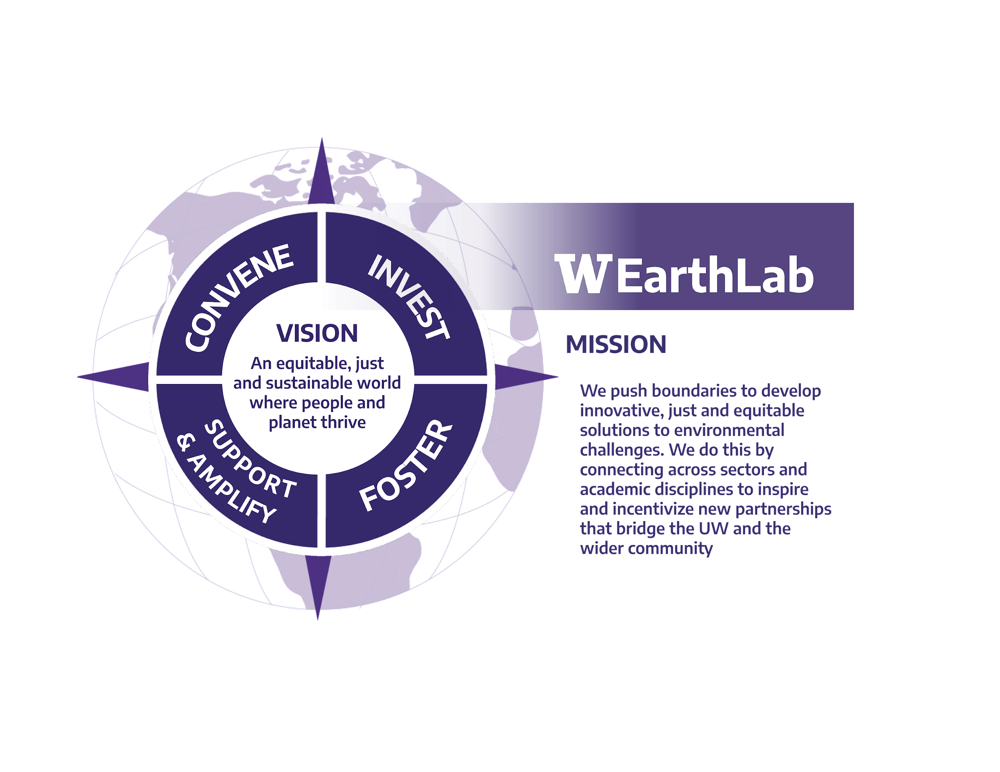 CONVENE
INVEST
SUPPORT
& AMPLIFY
FOSTER
VISION
An equitable, just
and sustainable world
where people and
planet thrive
W EarthLab
MISSION
We push boundaries to develop
innovative, just and equitable
solutions to environmental
challenges. We do this by
connecting across sectors and
academic disciplines to inspire
and incentivize new partnerships
that bridge the UW and the
wider community